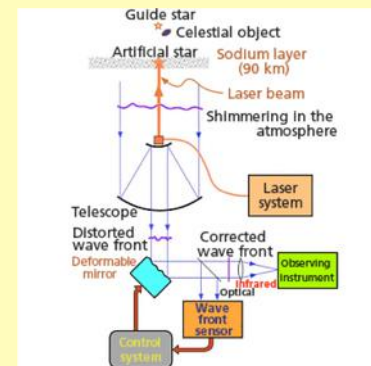 Guide star
Celestial object
Artificial star
Sodium layer
(90 km)
Laser beam
Shimmering in the
atmosphere
Laser
system
Telescope
Distorted
wave front
Corrected
wave front
Deformable
mirror
Observing
Instrument
Infrared
Optical
Wave
front
sensor
Control
system